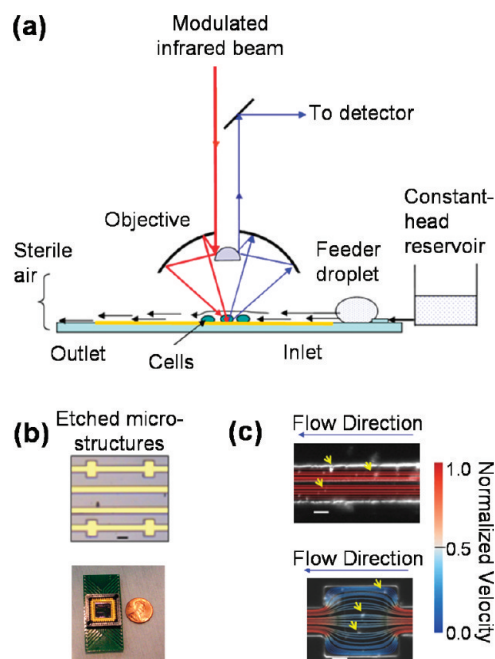 (a)
Modulated
infrared beam
To detector
Objective
Constant-
head
reservoir
Sterile
air
Feeder
droplet
Outlet
Cells
Inlet
(b)
Etched micro-
structures
(c)
Flow Direction
Flow Direction
1.0
0.5
0
Normalized Velocity